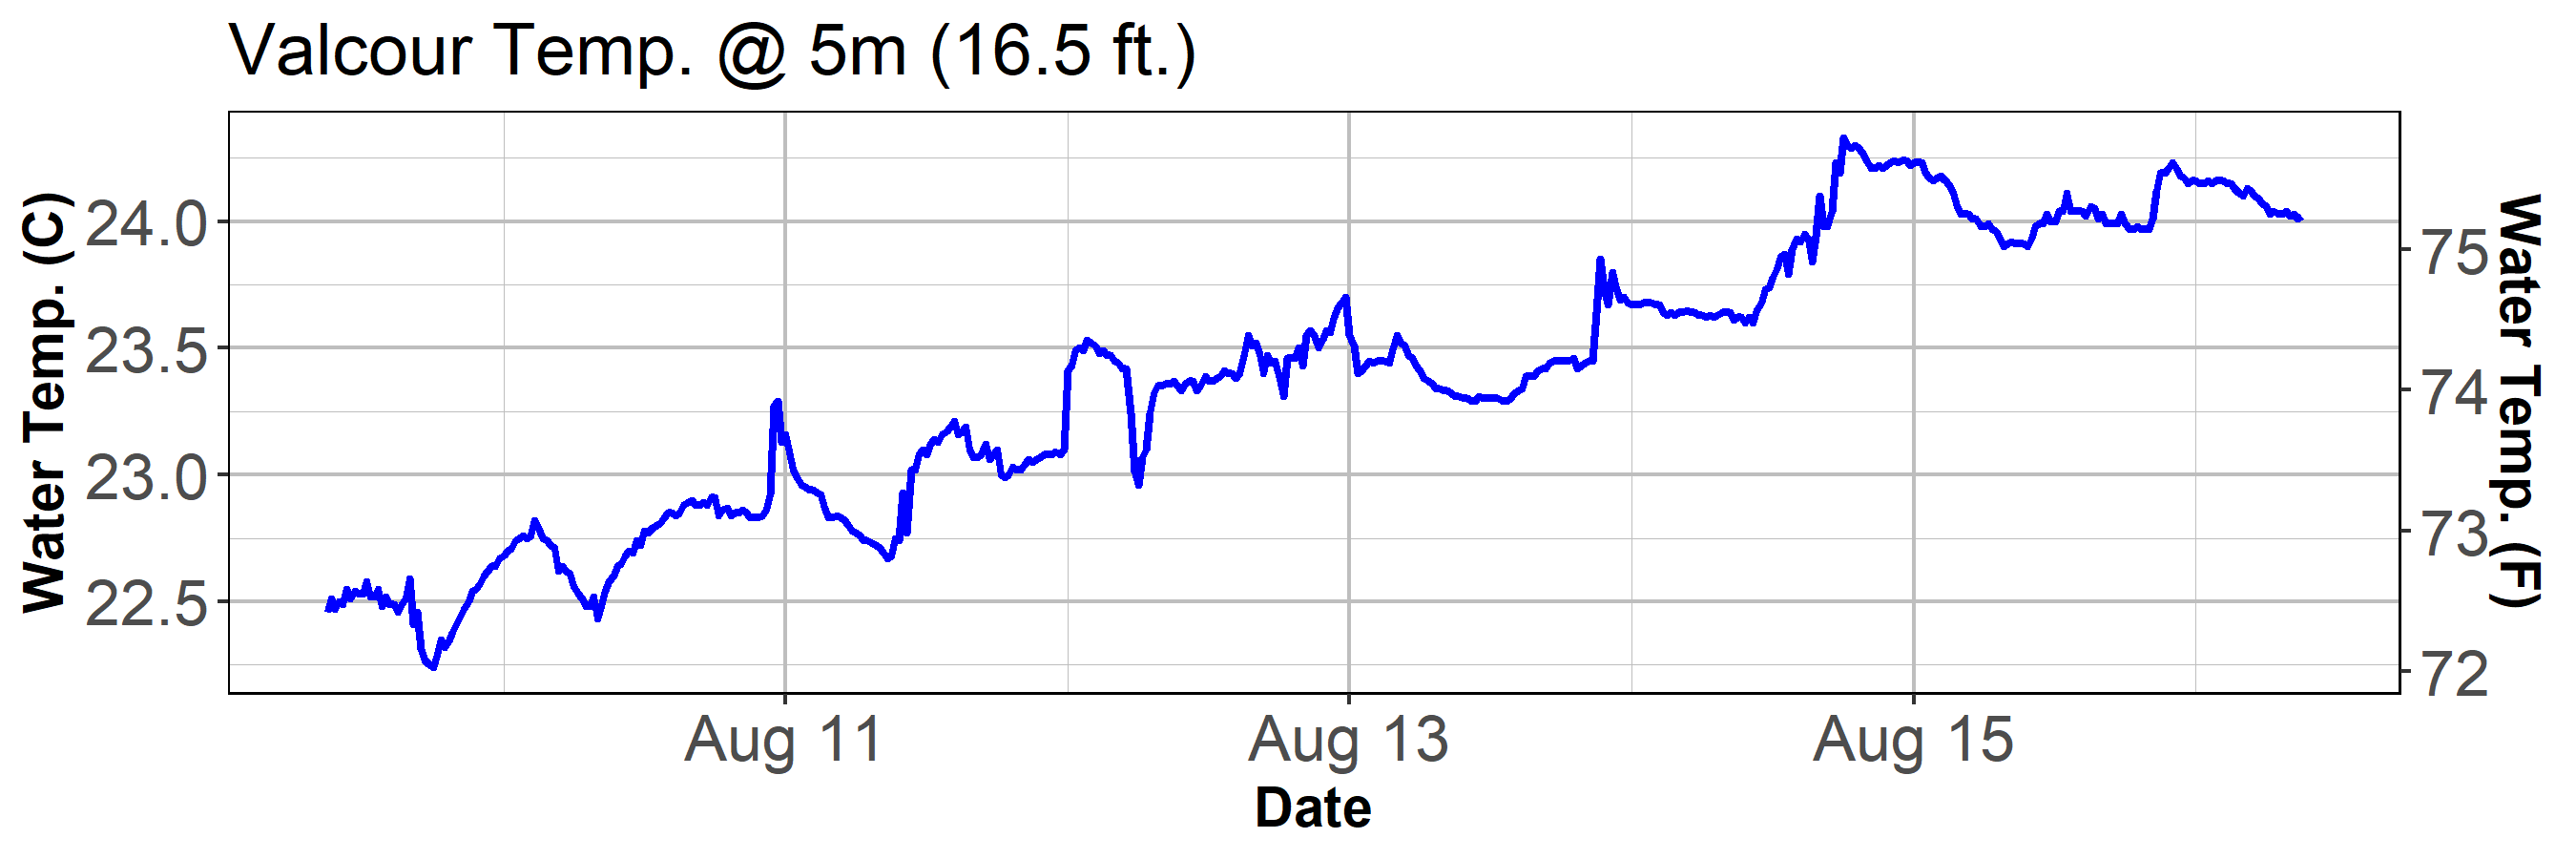 Valcour Temp. @ 5m (16.5 ft.)
Water Temp. (C)
24.0
23.5
23.0
22.5
Water Temp. (F)
75
74
73
72
Aug 11
Aug 13
Aug 15
Date